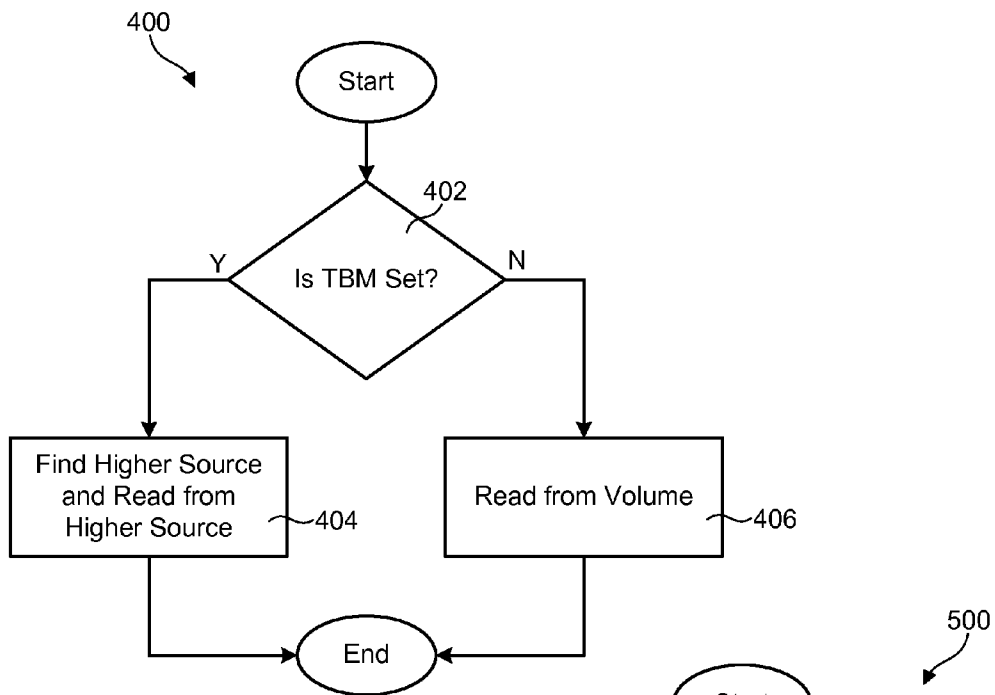 400
Start
402
Y
N
Is TBM Set?
Find Higher Source
and Read from
Higher Source
404
Read from Volume
406
End
500